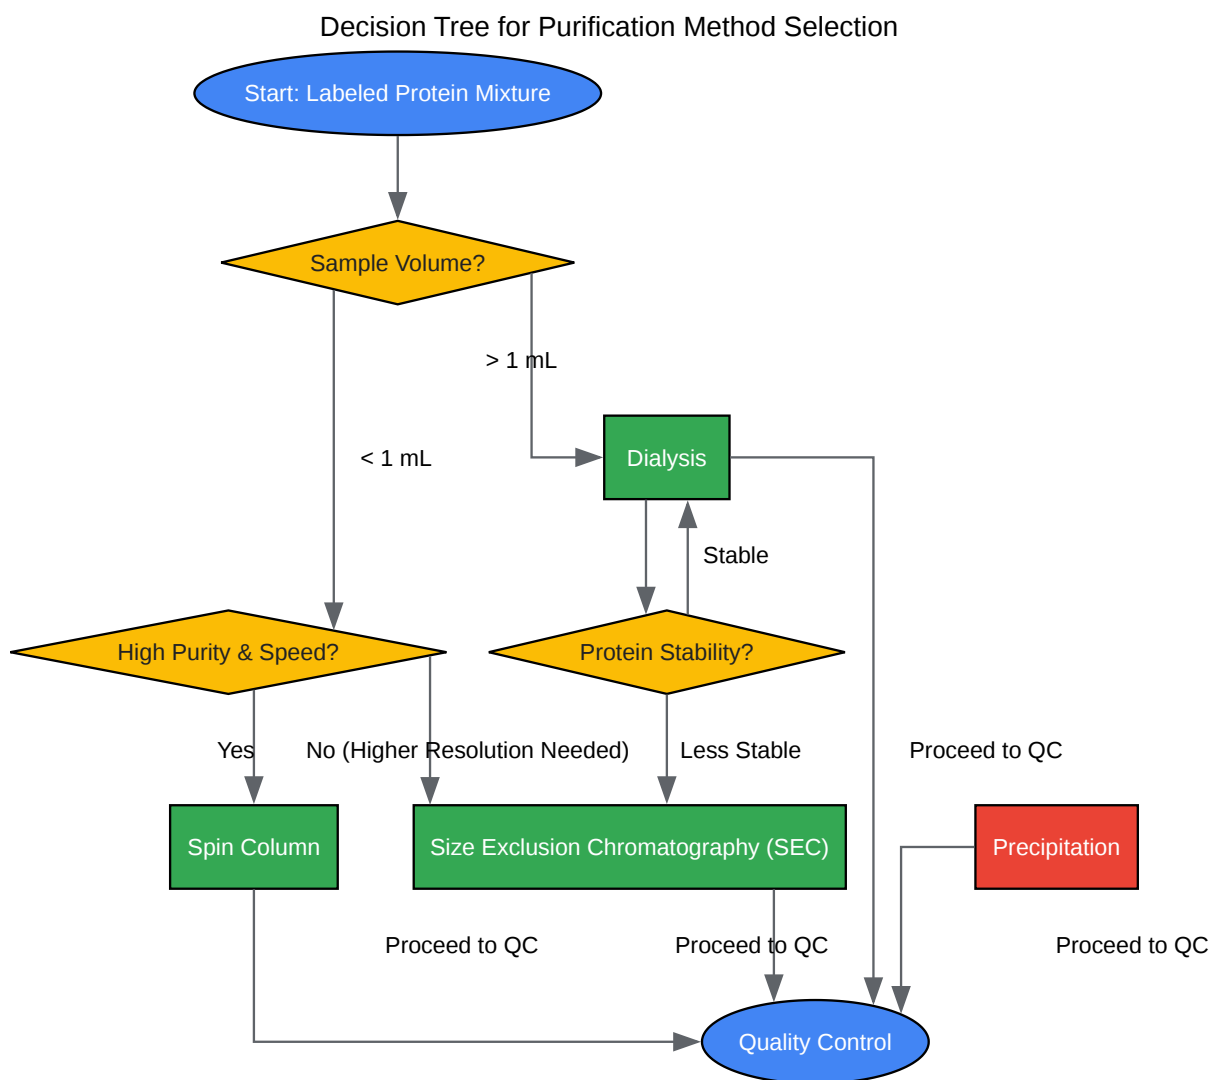 Decision Tree for Purification Method Selection
Start: Labeled Protein Mixture
Sample Volume?
> 1 mL
< 1 mL
Dialysis
Stable
High Purity & Speed?
Protein Stability?
Yes
No (Higher Resolution Needed)
Less Stable
Proceed to QC
Spin Column
Size Exclusion Chromatography (SEC)
Precipitation
Proceed to QC
Proceed to QC
Proceed to QC
Quality Control